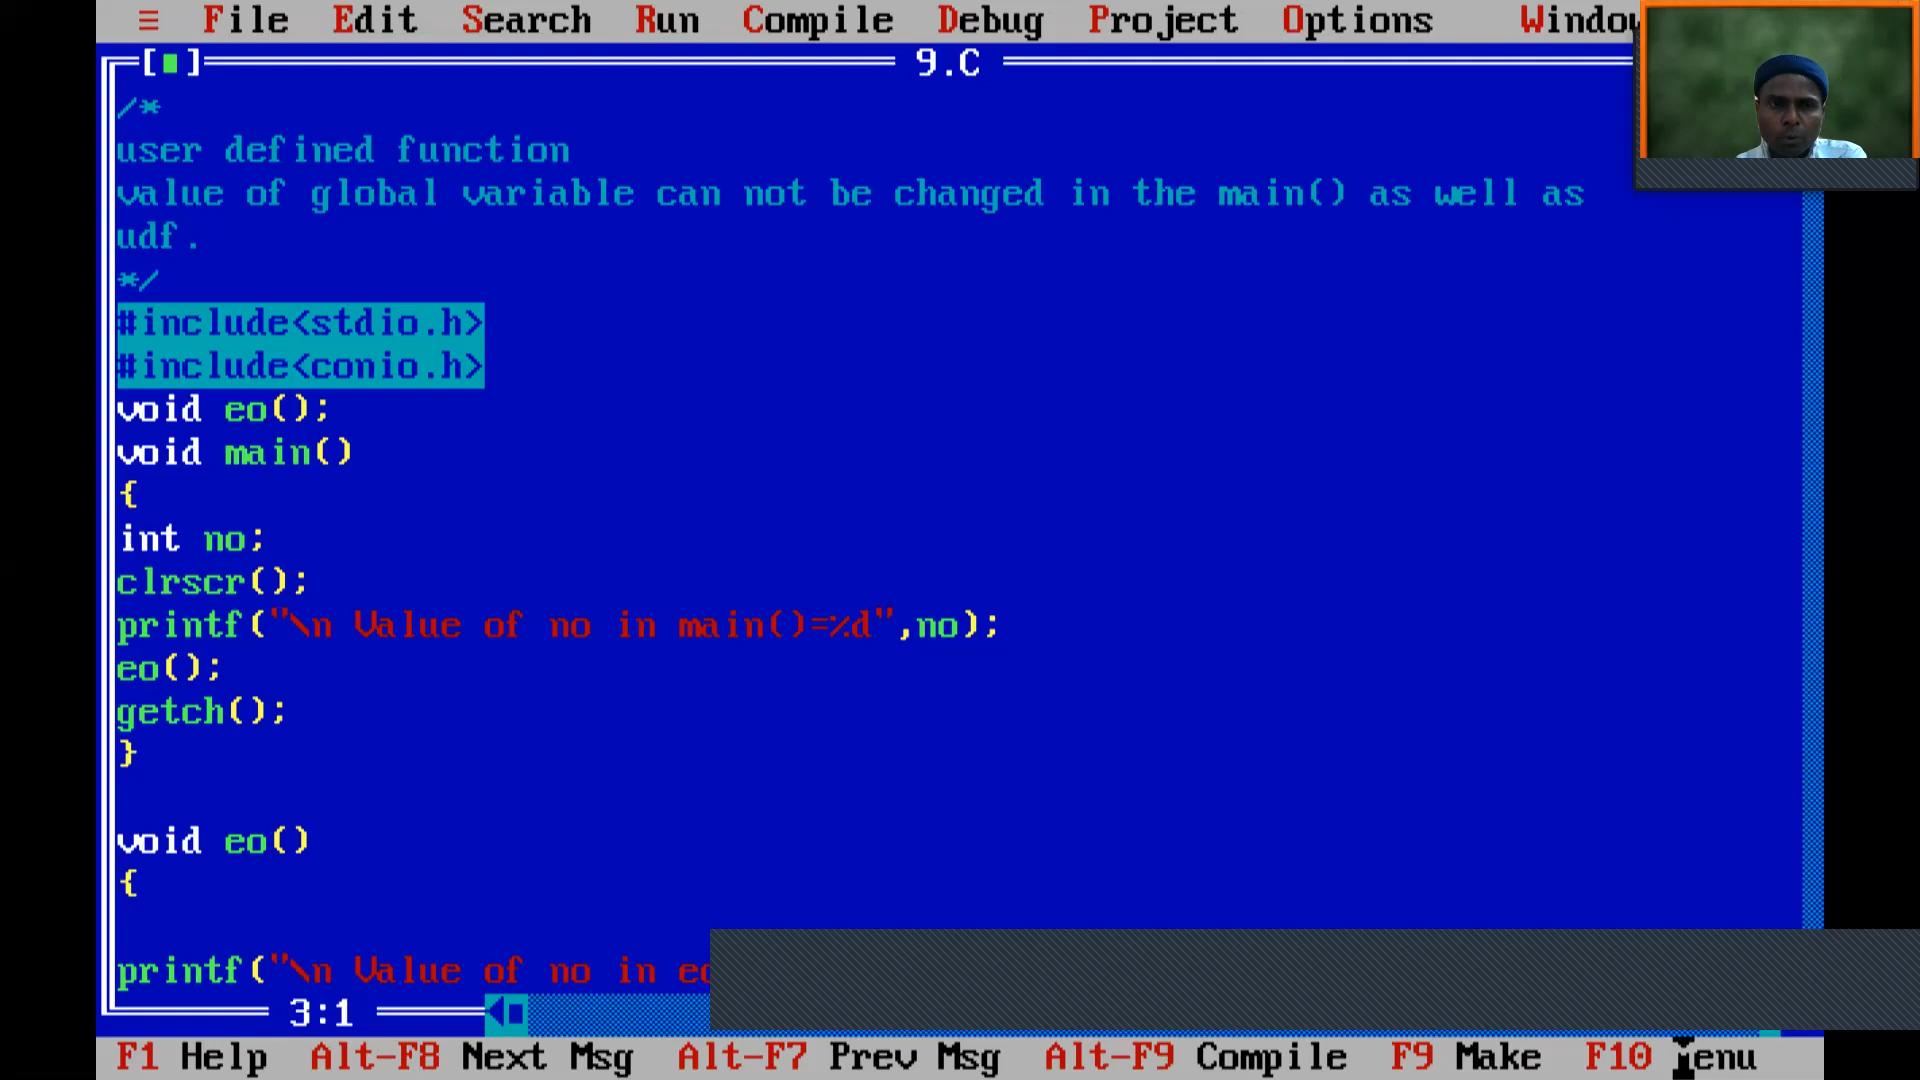 ≡ File Edit Search Run Compile Debug Project Options Window
[■] 9.C
/*
user defined function
value of global variable can not be changed in the main() as well as
udf.
*/
#include<stdio.h>
#include<conio.h>
void eo();
void main()
{
int no;
clrscr();
printf("\n Value of no in main()=%d",no);
eo();
getch();
}
void eo()
{
printf("\n Value of no in eo
3:1
F1 Help Alt-F8 Next Msg Alt-F7 Prev Msg Alt-F9 Compile F9 Make F10 Menu